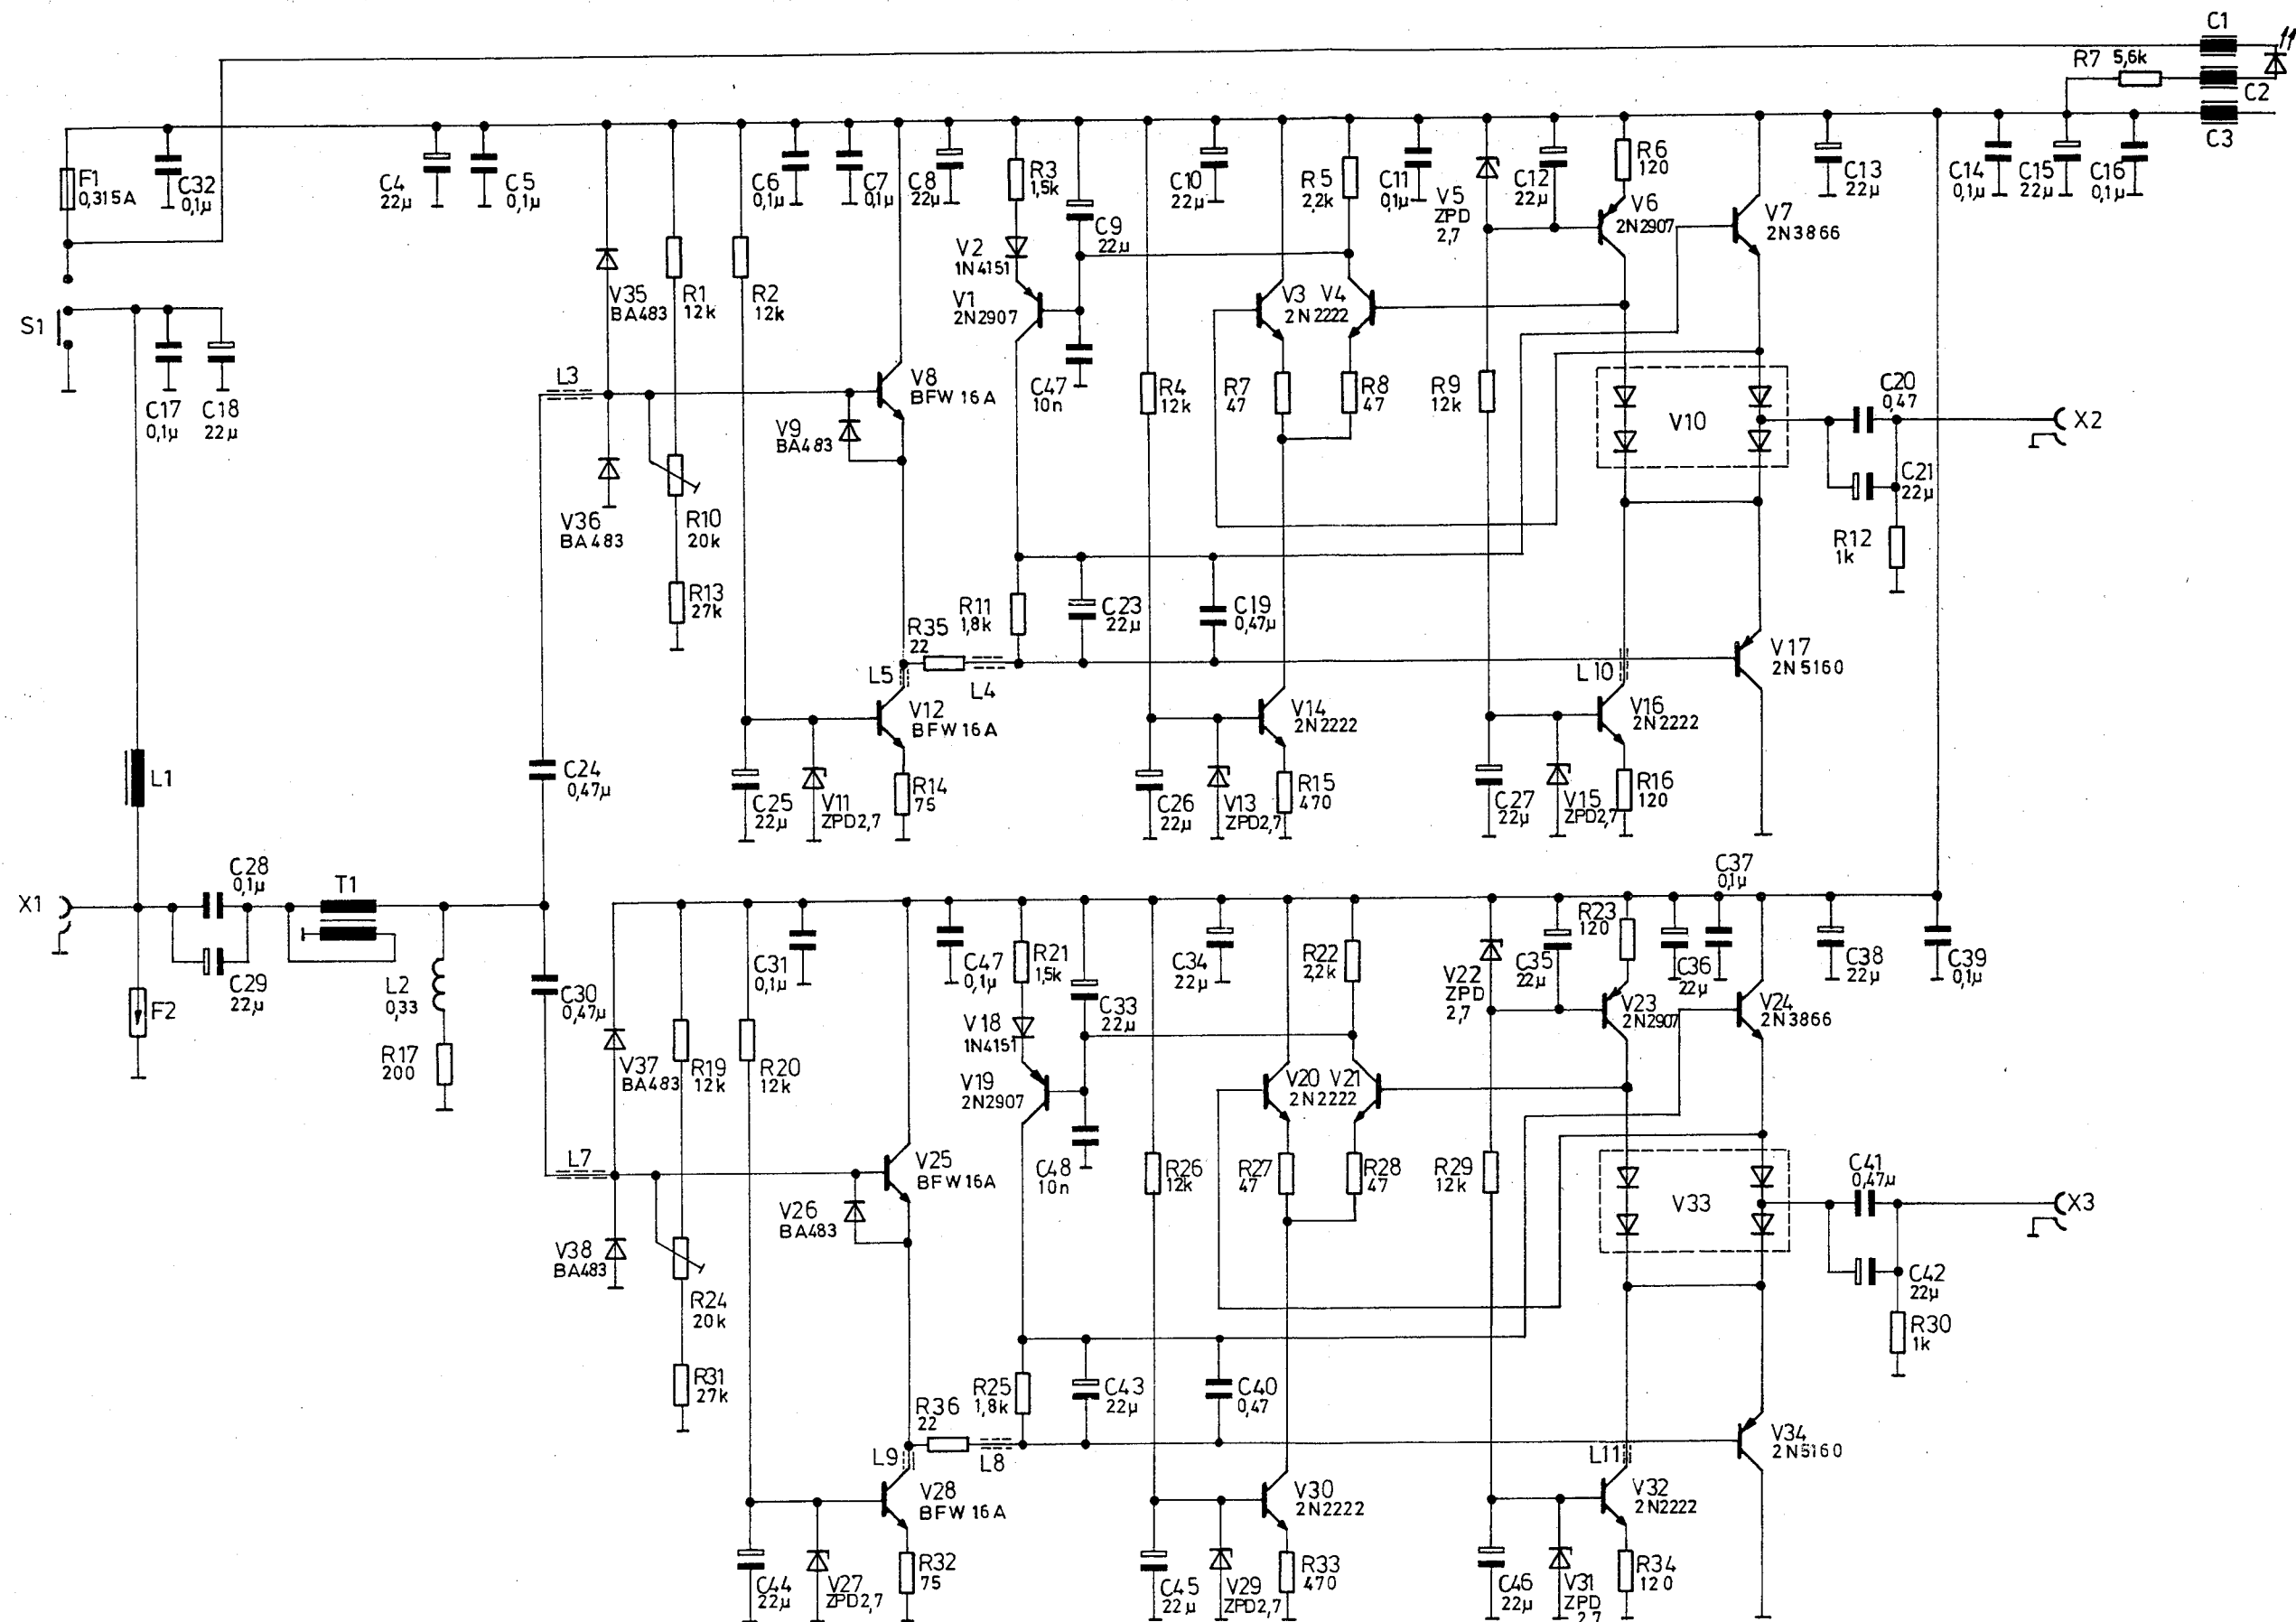 C1
R7 5,6k
C2
C3
F1
0,315A
C32
0,1µ
C4
22µ
C5
0,1µ
C6
0,1µ
C7
0,1µ
C8
22µ
R3
1,5k
C9
22µ
C10
22µ
R5
2,2k
C11
0,1µ
V5
ZPD
2,7
C12
22µ
R6
120
V6
2N2907
V7
2N3866
C13
22µ
C14
0,1µ
C15
22µ
C16
0,1µ
V2
1N4151
V35
BA483
R1
12k
R2
12k
V1
2N2907
V3 V4
2N2222
S1
C17
0,1µ
C18
22µ
L3
V8
BFW16A
V9
BA483
C47
10n
R4
12k
R7
47
R8
47
R9
12k
V10
C20
0,47
X2
C21
22µ
R12
1k
V36
BA483
R10
20k
R13
27k
R35
22
R11
1,8k
C23
22µ
C19
0,47µ
L5
L4
L10
V17
2N5160
V12
BFW16A
V14
2N2222
V16
2N2222
L1
C24
0,47µ
C25
22µ
V11
ZPD2,7
R14
75
C26
22µ
V13
ZPD2,7
R15
470
C27
22µ
V15
ZPD2,7
R16
120
X1
C28
0,1µ
T1
C29
22µ
F2
L2
0,33
R17
200
C30
0,47µ
C31
0,1µ
C47
0,1µ
R21
1,5k
C33
22µ
C34
22µ
R22
2,2k
V22
ZPD
2,7
C35
22µ
R23
120
C37
0,1µ
C36
22µ
V23
2N2907
V24
2N3866
C38
22µ
C39
0,1µ
V18
1N4151
V37
BA483
R19
12k
R20
12k
V19
2N2907
V20 V21
2N2222
L7
V25
BFW16A
V26
BA483
C48
10n
R26
12k
R27
47
R28
47
R29
12k
V33
C41
0,47µ
X3
C42
22µ
R30
1k
V38
BA483
R24
20k
R31
27k
R36
22
R25
1,8k
C43
22µ
C40
0,47
L9
L8
L11
V34
2N5160
V28
BFW16A
V30
2N2222
V32
2N2222
C44
22µ
V27
ZPD2,7
R32
75
C45
22µ
V29
ZPD2,7
R33
470
C46
22µ
V31
ZPD
2,7
R34
120